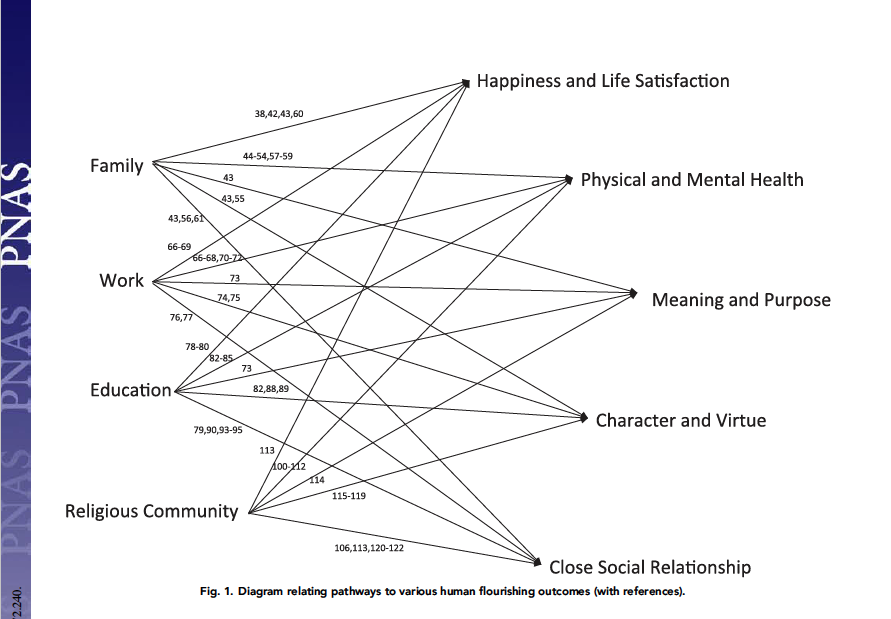 Happiness and Life Satisfaction
38,42,43,60
44-54,57-59
Family
43
Physical and Mental Health
43,55
43,56,61
66-69
66-68,70-72
Work
73
74,75
Meaning and Purpose
76,77
78-80
82-85
73
Education
82,88,89
Character and Virtue
79,90,93-95
113
100-112
114
115-119
Religious Community
106,113,120-122
Close Social Relationship
Fig. 1. Diagram relating pathways to various human flourishing outcomes (with references).
PNAS
PNAS
PNAS
2.240.